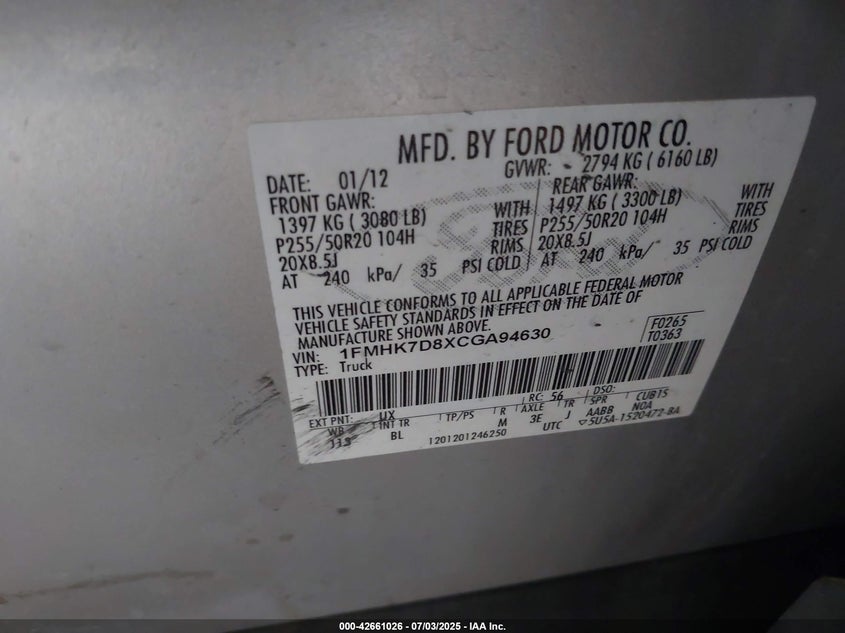 MFD. BY FORD MOTOR CO.
DATE: 01/12 GVWR: 2794 KG ( 6160 LB)
FRONT GAWR: REAR GAWR:
1397 KG ( 3080 LB) WITH 1497 KG ( 3300 LB) WITH
P255/50R20 104H TIRES P255/50R20 104H TIRES
20X8.5J RIMS 20X8.5J RIMS
AT 240 kPa/ 35 PSI COLD AT 240 kPa/ 35 PSI COLD
THIS VEHICLE CONFORMS TO ALL APPLICABLE FEDERAL MOTOR
VEHICLE SAFETY STANDARDS IN EFFECT ON THE DATE OF
MANUFACTURE SHOWN ABOVE.
VIN: 1FMHK7D8XCGA94630 F0265
TYPE: Truck T0363
EXT PNT: UX RC: 56 DSO:
WB INT TR TP/PS R AXLE TR SPR CUB15
113 BL M 3E J AABB NOA
1201201246250 UTC ▽5U5A-1520472-BA
000-42661026 - 07/03/2025 - IAA Inc.